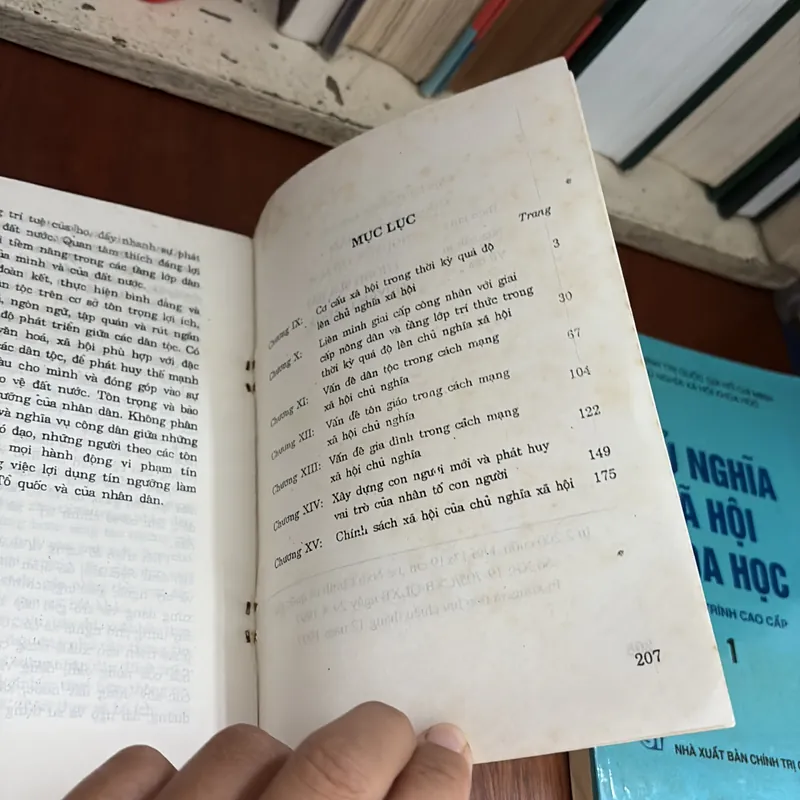 trí tuệ của họ, đẩy nhanh sự phát
đất nước. Quan tâm thích đáng lợi
tiềm năng trong các tầng lớp dân
của mình và của đất nước.
đoàn kết, thực hiện bình đẳng và
tộc trên cơ sở tôn trọng lợi ích,
ngôn ngữ, tập quán và rút ngắn
độ phát triển giữa các dân tộc. Có
văn hoá, xã hội phù hợp với đặc
các dân tộc, để phát huy thế mạnh
cho mình và đóng góp vào sự
vệ đất nước. Tôn trọng và bảo
của nhân dân. Không phân
và nghĩa vụ công dân giữa những
đạo, những người theo các tôn
mọi hành động vi phạm tín
việc lợi dụng tín ngưỡng làm
Tổ quốc và của nhân dân.
MỤC LỤC
Trang
Chương IX: Cơ cấu xã hội trong thời kỳ quá độ
lên chủ nghĩa xã hội 3
Chương X: Liên minh giai cấp công nhân với giai
cấp nông dân và tầng lớp trí thức trong
thời kỳ quá độ lên chủ nghĩa xã hội 30
Chương XI: Vấn đề dân tộc trong cách mạng
xã hội chủ nghĩa 67
Chương XII: Vấn đề tôn giáo trong cách mạng
xã hội chủ nghĩa 104
Chương XIII: Vấn đề gia đình trong cách mạng
xã hội chủ nghĩa 122
Chương XIV: Xây dựng con người mới và phát huy
vai trò của nhân tố con người 149
Chương XV: Chính sách xã hội của chủ nghĩa xã hội 175
207
NGHĨA
HỘI
HỌC
TRÌNH CAO CẤP
1
NHÀ XUẤT BẢN CHÍNH TRỊ